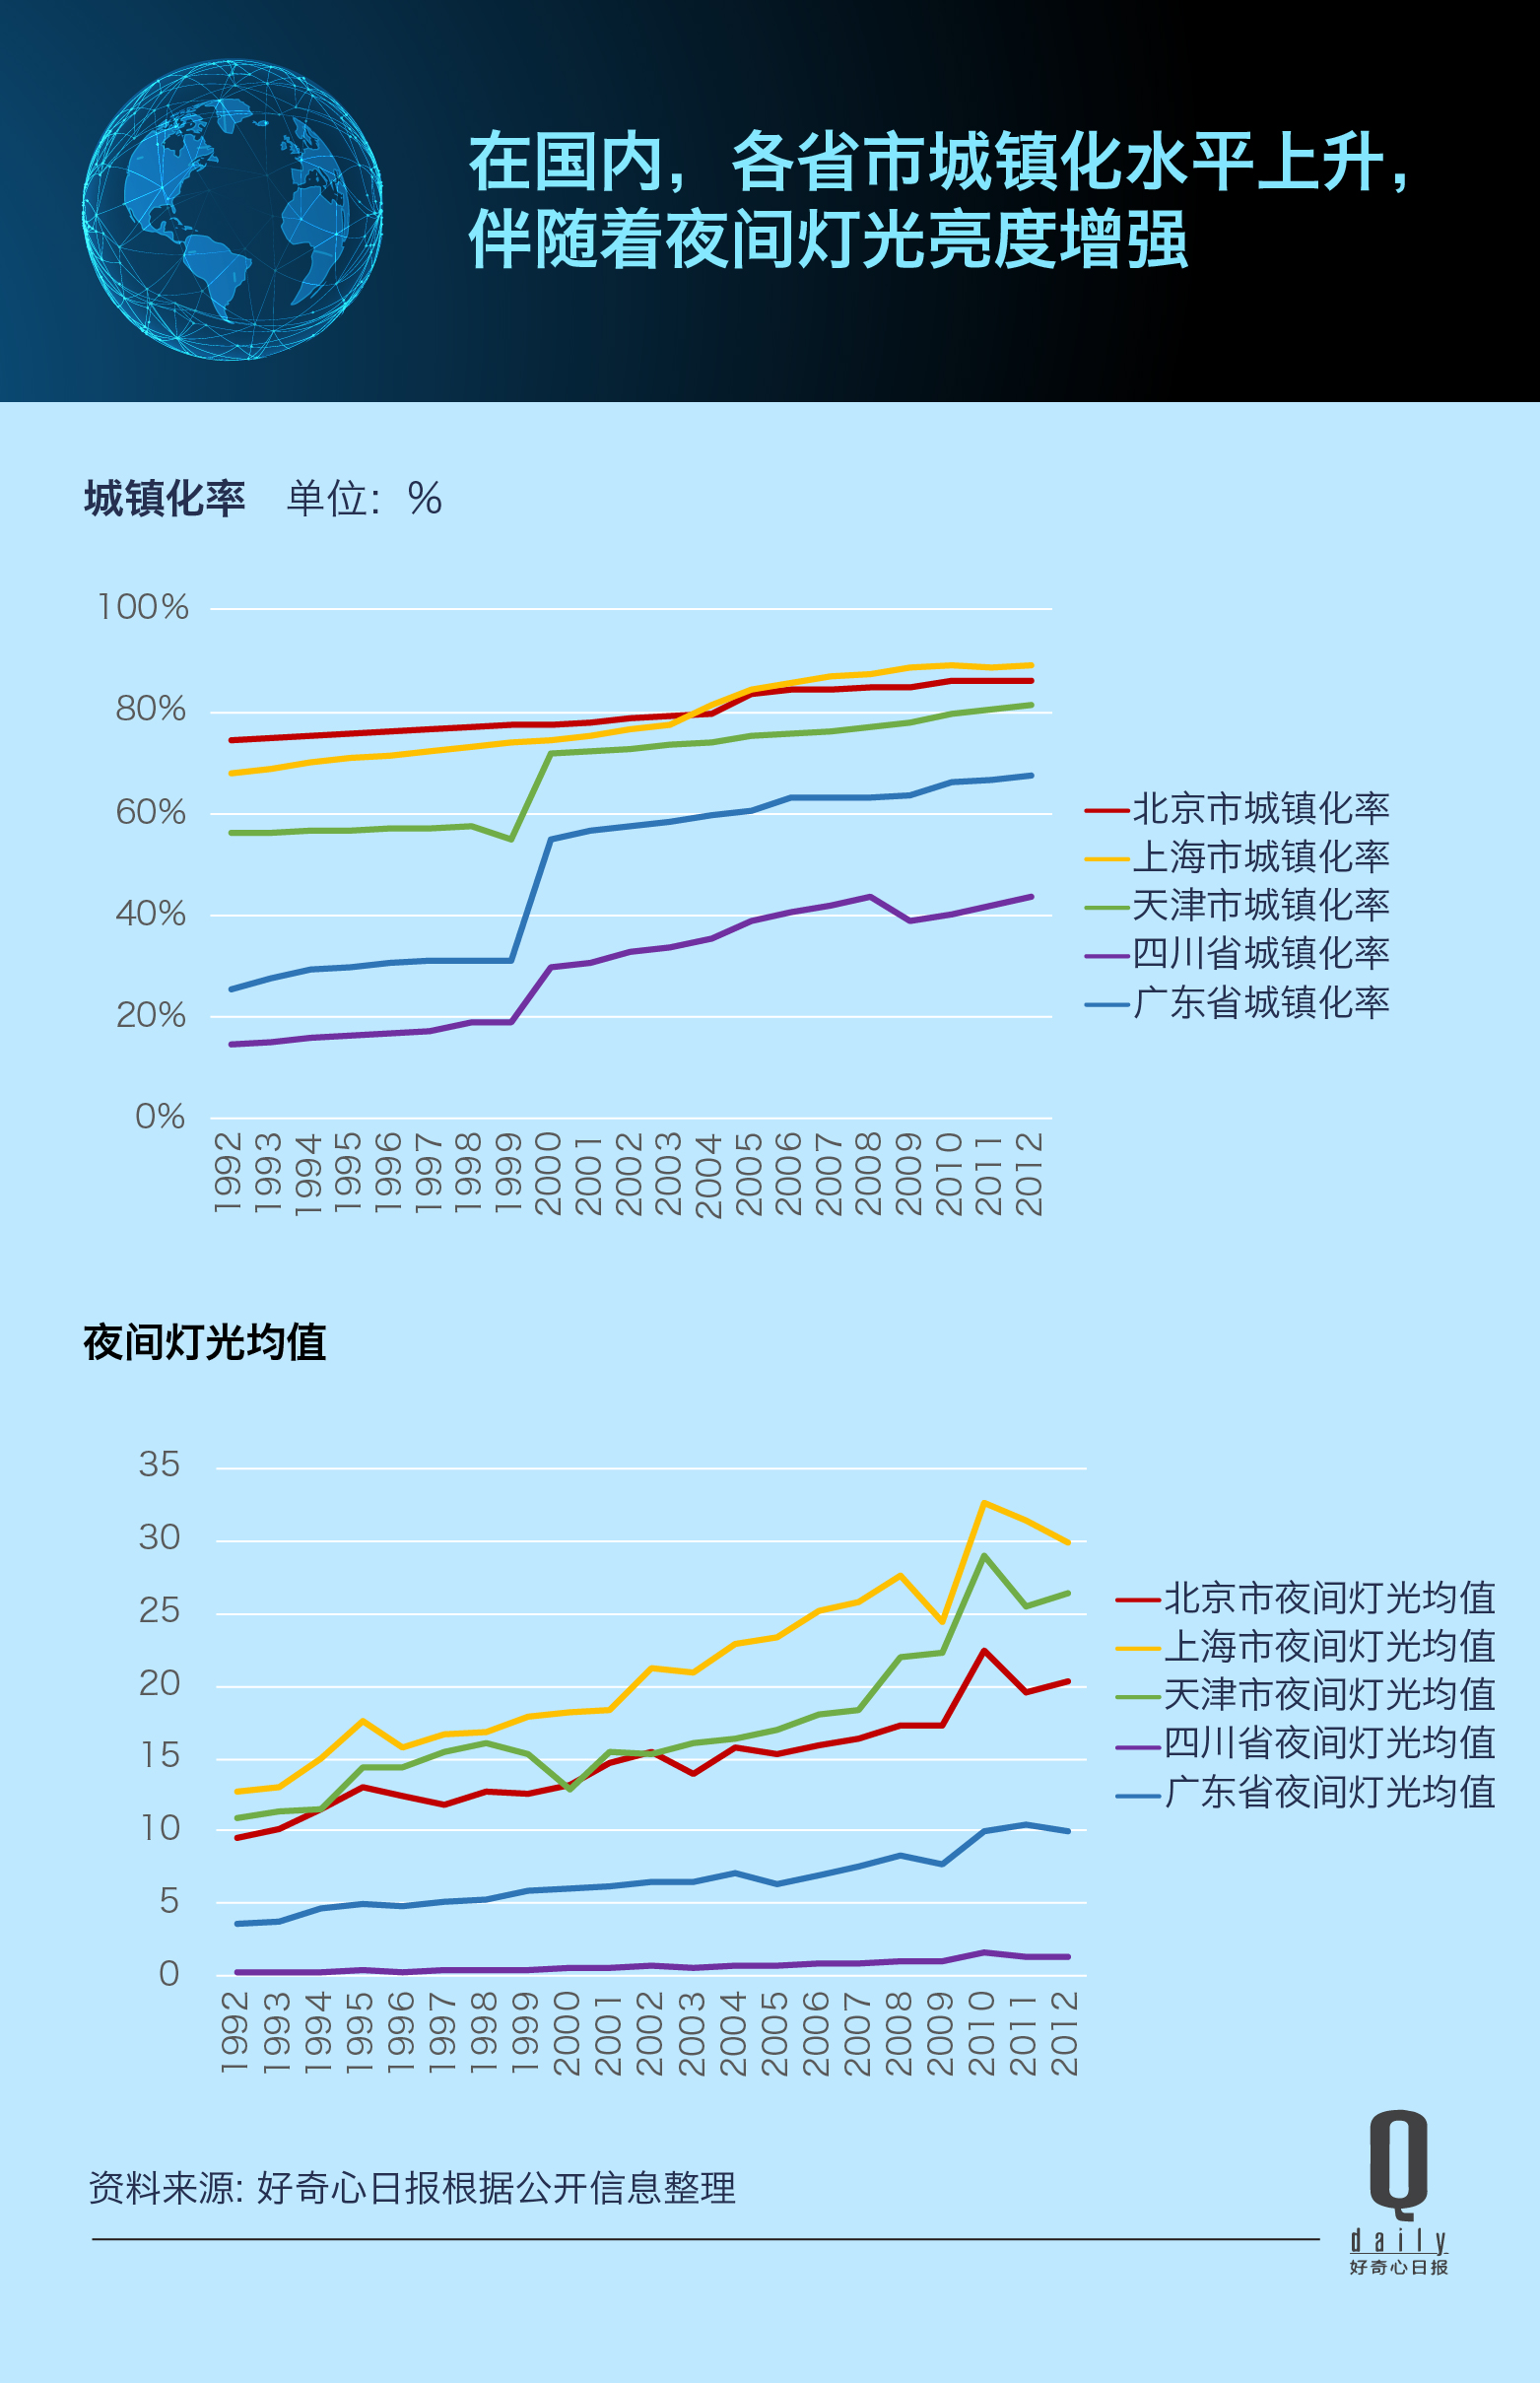 在国内，各省市城镇化水平上升，
伴随着夜间灯光亮度增强
城镇化率 单位：%
100%
80%
60%
40%
20%
0%
1992 1993 1994 1995 1996 1997 1998 1999 2000 2001 2002 2003 2004 2005 2006 2007 2008 2009 2010 2011 2012
北京市城镇化率
上海市城镇化率
天津市城镇化率
四川省城镇化率
广东省城镇化率
夜间灯光均值
35
30
25
20
15
10
5
0
1992 1993 1994 1995 1996 1997 1998 1999 2000 2001 2002 2003 2004 2005 2006 2007 2008 2009 2010 2011 2012
北京市夜间灯光均值
上海市夜间灯光均值
天津市夜间灯光均值
四川省夜间灯光均值
广东省夜间灯光均值
资料来源: 好奇心日报根据公开信息整理
Q
daily
好奇心日报